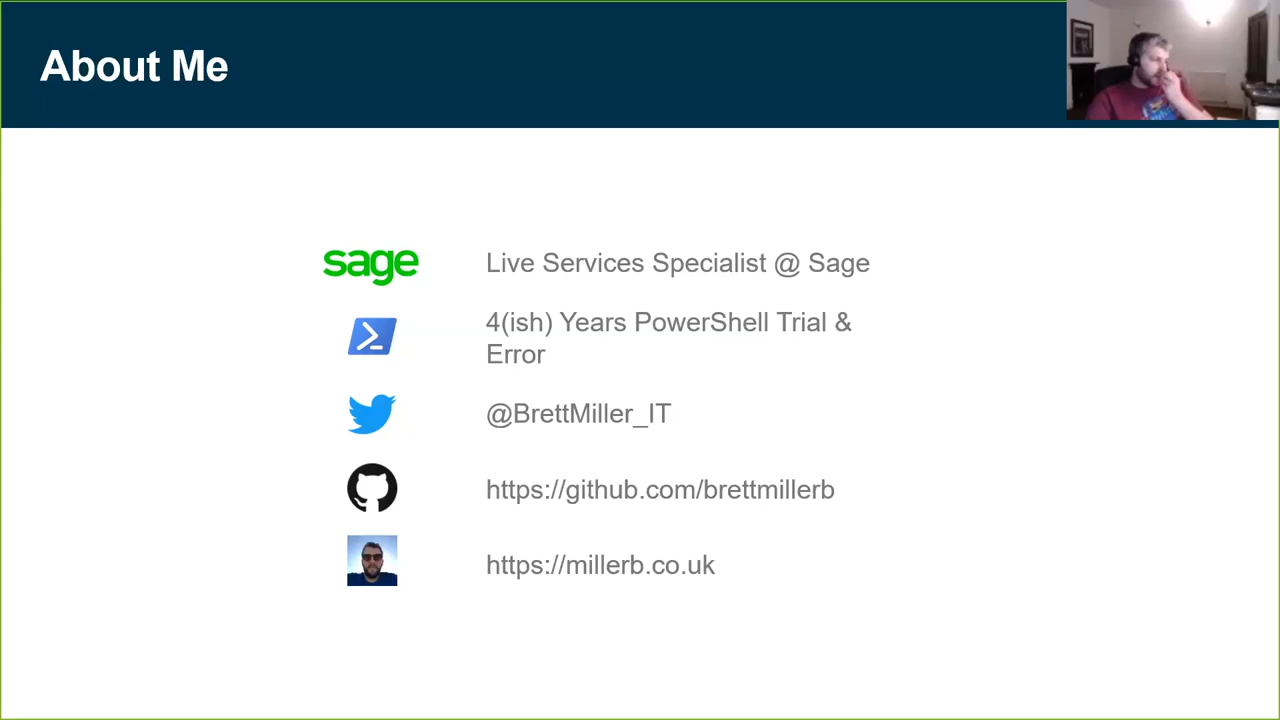 About Me
sage
Live Services Specialist @ Sage
4(ish) Years PowerShell Trial &
Error
@BrettMiller_IT
https://github.com/brettmillerb
https://millerb.co.uk